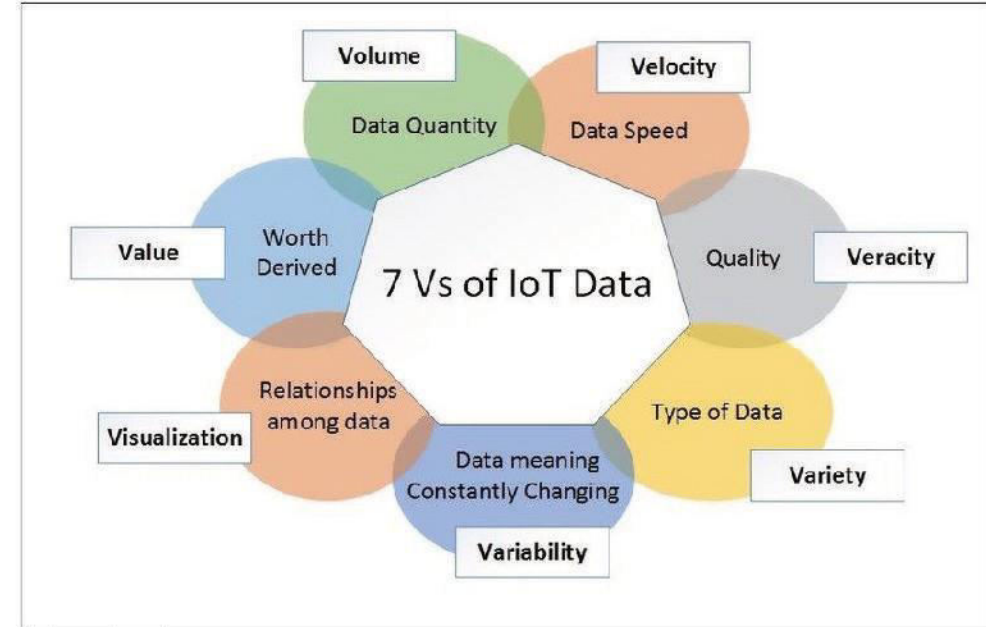 Volume
Data Quantity
Velocity
Data Speed
Quality
Veracity
Type of Data
Variety
Data meaning
Constantly Changing
Variability
Relationships
among data
Visualization
Worth
Derived
Value
7 Vs of IoT Data